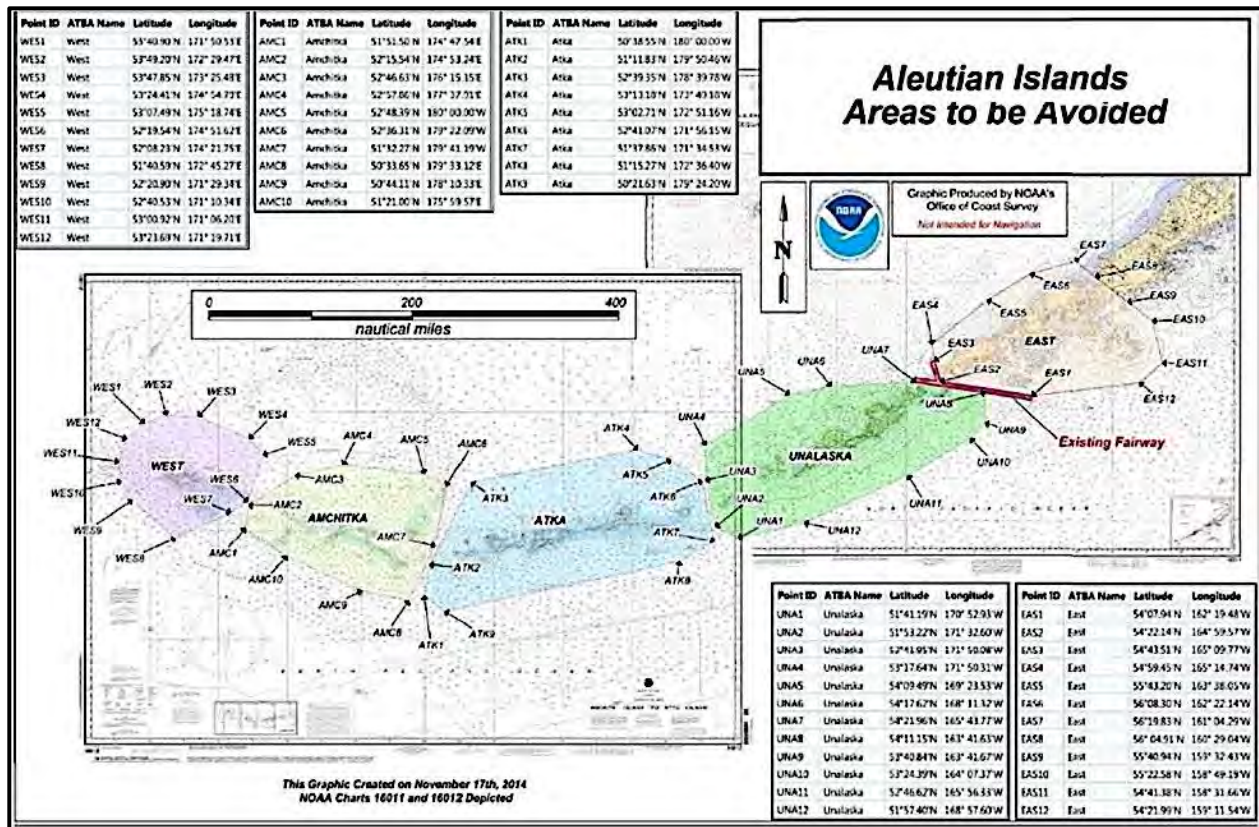 Aleutian Islands
Areas to be Avoided
Point ID ATBA Name Latitude Longitude
WES1 West 53°40.90'N 171°50.53'E
WES2 West 53°49.20'N 172°29.47'E
WES3 West 53°47.85'N 173°25.48'E
WES4 West 53°24.41'N
WES5 West 53°07.49'N 175°18.74'E
WES6 West 52°19.54'N 174°51.62'E
WES7 West 52°08.23'N 174°21.75'E
WES8 West 51°40.59'N 172°45.27'E
WES9 West 52°20.90'N 171°29.34'E
WES10 West 52°40.53'N 171°10.34'E
WES11 West 53°00.92'N 171°06.20'E
WES12 West 53°21.69'N 171°19.71'E
Point ID ATBA Name Latitude Longitude
AMC1 Amchitka 51°51.50'N 174°47.54'E
AMC2 Amchitka 52°15.54'N 174°53.24'E
AMC3 Amchitka 52°46.63'N 176°15.15'E
AMC4 Amchitka 52°57.86'N
AMC5 Amchitka 52°48.39'N 180°00.00'W
AMC6 Amchitka 52°36.31'N 179°22.09'W
AMC7 Amchitka 51°32.27'N 179°41.19'W
AMC8 Amchitka 50°33.65'N 179°33.12'E
AMC9 Amchitka 50°44.11'N 178°10.33'E
AMC10 Amchitka 51°21.00'N 175°59.57'E
Point ID ATBA Name Latitude Longitude
ATK1 Atka 50°38.55'N 180°00.00'W
ATK2 Atka 51°11.83'N 179°50.46'W
ATK3 Atka 52°39.35'N 178°39.78'W
ATK4 Atka 53°13.18'N
ATK5 Atka 53°02.71'N 172°51.16'W
ATK6 Atka 52°41.07'N 171°56.15'W
ATK7 Atka 51°37.86'N 171°34.53'W
ATK8 Atka 51°15.27'N 172°36.40'W
ATK9 Atka 50°21.63'N 179°24.20'W
Graphic Produced by NOAA's
Office of Coast Survey
Not Intended for Navigation
NOAA
N
0 200 400
nautical miles
EAS7
EAS8
EAS6
EAS9
EAS5
EAS10
EAS4
EAST
EAS3
EAS11
EAS2
EAS1
EAS12
UNA7
UNA6
UNA5
UNA8
Existing Fairway
UNA4
UNA9
UNALASKA
UNA10
UNA3
UNA2
UNA11
UNA1
UNA12
WES1
WES2
WES3
WES12
WES4
WES11
WEST
WES5
WES6
WES10
WES7
WES9
WES8
AMC4
AMC5
AMC6
AMC3
AMC2
AMCHITKA
AMC7
AMC1
AMC10
AMC9
AMC8
ATK4
ATK5
ATK3
ATK6
ATKA
ATK7
ATK2
ATK8
ATK1
ATK9
This Graphic Created on November 17th, 2014
NOAA Charts 16011 and 16012 Depicted
Point ID ATBA Name Latitude Longitude
UNA1 Unalaska 51°41.19'N 170°52.93'W
UNA2 Unalaska 51°53.22'N 171°32.60'W
UNA3 Unalaska 52°41.95'N 171°50.08'W
UNA4 Unalaska 53°17.64'N 171°50.31'W
UNA5 Unalaska 54°09.49'N 169°23.53'W
UNA6 Unalaska 54°17.62'N 168°11.32'W
UNA7 Unalaska 54°21.96'N 165°43.77'W
UNA8 Unalaska 54°11.15'N 163°41.63'W
UNA9 Unalaska 53°40.84'N 163°41.67'W
UNA10 Unalaska 53°24.39'N 164°07.37'W
UNA11 Unalaska 52°46.62'N 165°56.33'W
UNA12 Unalaska 51°57.40'N 168°57.60'W
Point ID ATBA Name Latitude Longitude
EAS1 East 54°07.94'N 162°19.48'W
EAS2 East 54°22.14'N 164°59.57'W
EAS3 East 54°43.51'N 165°09.77'W
EAS4 East 54°59.45'N 165°14.74'W
EAS5 East 55°43.20'N 163°38.05'W
EAS6 East 56°08.30'N 162°22.14'W
EAS7 East 56°19.83'N 161°04.29'W
EAS8 East 56°04.91'N 160°29.04'W
EAS9 East 55°40.94'N 159°32.43'W
EAS10 East 55°22.58'N 158°49.19'W
EAS11 East 54°41.38'N 158°31.66'W
EAS12 East 54°21.99'N 159°11.54'W